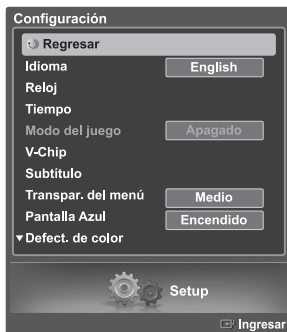 Configuración
Regresar
Idioma English
Reloj
Tiempo
Modo del juego Apagado
V-Chip
Subtítulo
Transpar. del menú Medio
Pantalla Azul Encendido
▼Defect. de color
Setup
Ingresar